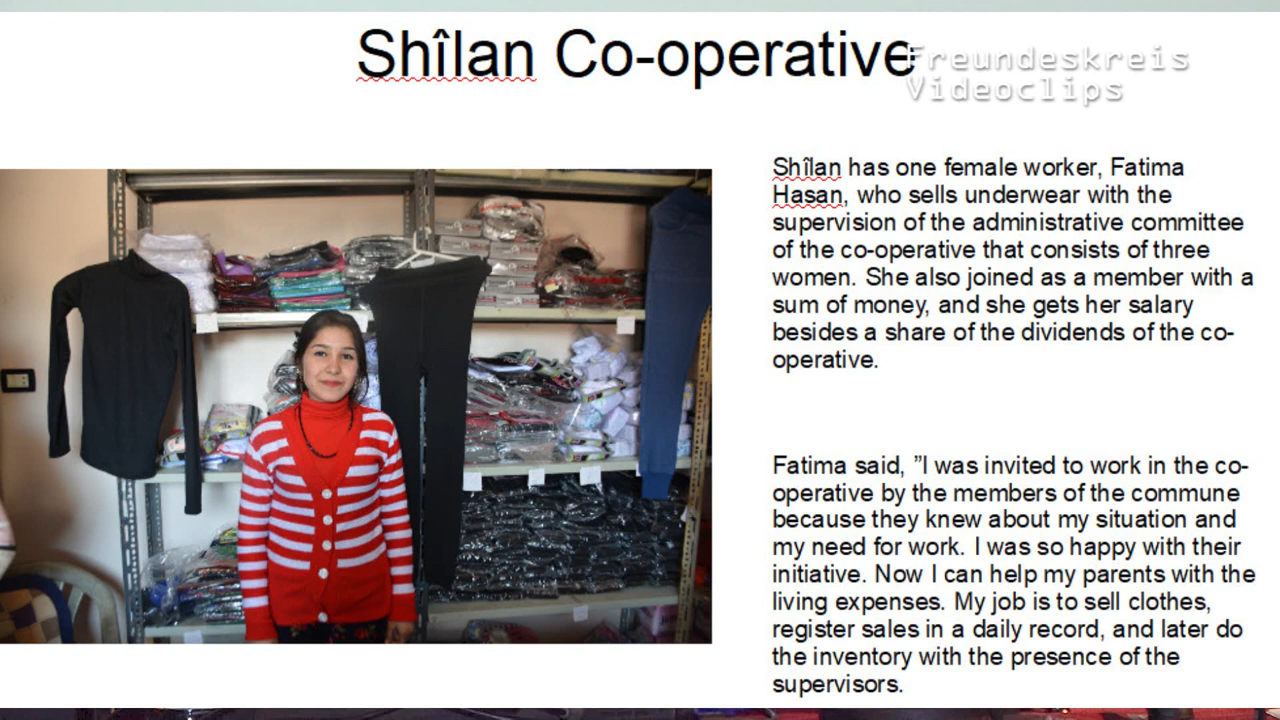 Shîlan Co-operative
Freundeskreis
Videoclips
Shîlan has one female worker, Fatima
Hasan, who sells underwear with the
supervision of the administrative committee
of the co-operative that consists of three
women. She also joined as a member with a
sum of money, and she gets her salary
besides a share of the dividends of the co-
operative.
Fatima said, ”I was invited to work in the co-
operative by the members of the commune
because they knew about my situation and
my need for work. I was so happy with their
initiative. Now I can help my parents with the
living expenses. My job is to sell clothes,
register sales in a daily record, and later do
the inventory with the presence of the
supervisors.